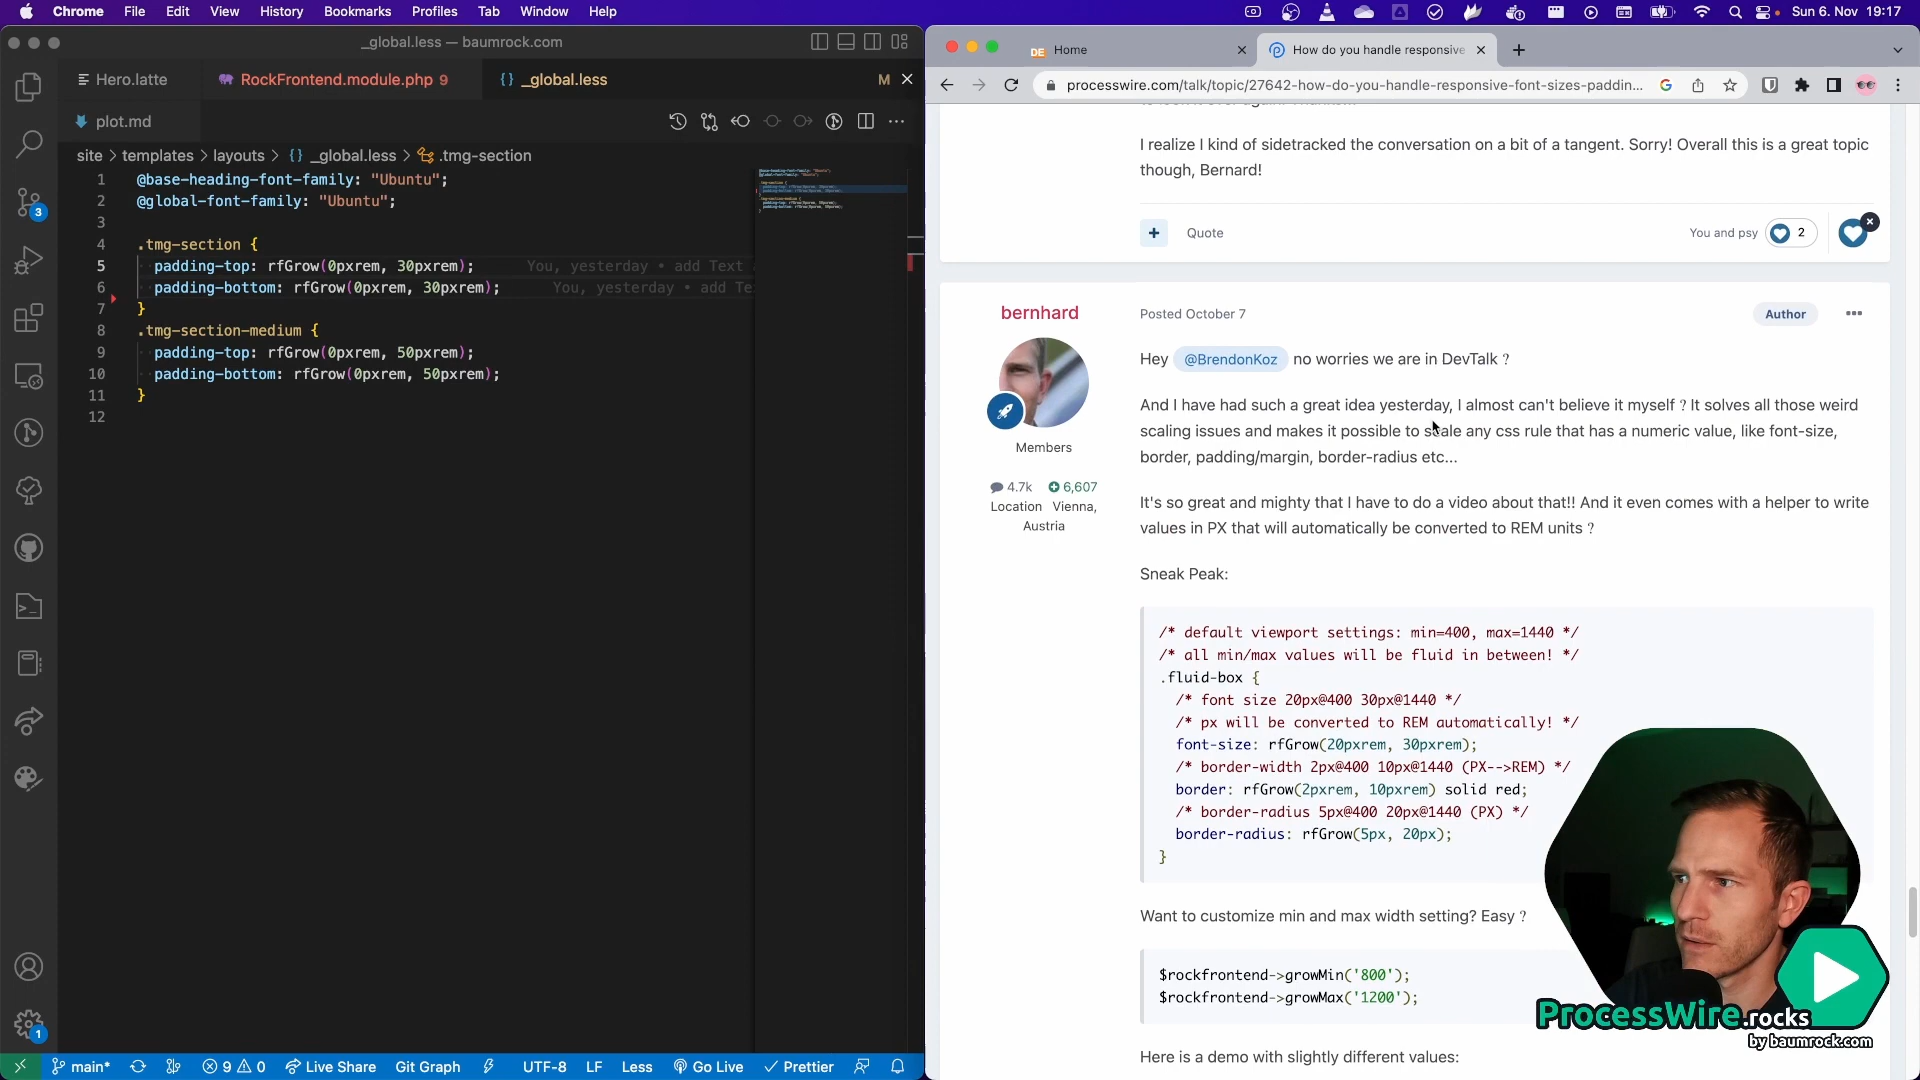 Chrome File Edit View History Bookmarks Profiles Tab Window Help
Sun 6. Nov 19:17
_global.less — baumrock.com
Hero.latte
RockFrontend.module.php 9
{} _global.less
M
plot.md
site > templates > layouts > {} _global.less > .tmg-section
1 @base-heading-font-family: "Ubuntu";
2 @global-font-family: "Ubuntu";
3
4 .tmg-section {
5 padding-top: rfGrow(0pxrem, 30pxrem); You, yesterday • add Text
6 padding-bottom: rfGrow(0pxrem, 30pxrem); You, yesterday • add Te
7 }
8 .tmg-section-medium {
9 padding-top: rfGrow(0pxrem, 50pxrem);
10 padding-bottom: rfGrow(0pxrem, 50pxrem);
11 }
12
3
1
main* 9 0 Live Share Git Graph UTF-8 LF Less Go Live Prettier
DE Home
How do you handle responsive
processwire.com/talk/topic/27642-how-do-you-handle-responsive-font-sizes-paddin...
I realize I kind of sidetracked the conversation on a bit of a tangent. Sorry! Overall this is a great topic
though, Bernard!
+ Quote
You and psy 2
bernhard
Members
4.7k 6,607
Location Vienna,
Austria
Posted October 7
Author
Hey @BrendonKoz no worries we are in DevTalk ?
And I have had such a great idea yesterday, I almost can't believe it myself ? It solves all those weird
scaling issues and makes it possible to scale any css rule that has a numeric value, like font-size,
border, padding/margin, border-radius etc...
It's so great and mighty that I have to do a video about that!! And it even comes with a helper to write
values in PX that will automatically be converted to REM units ?
Sneak Peak:
/* default viewport settings: min=400, max=1440 */
/* all min/max values will be fluid in between! */
.fluid-box {
/* font size 20px@400 30px@1440 */
/* px will be converted to REM automatically! */
font-size: rfGrow(20pxrem, 30pxrem);
/* border-width 2px@400 10px@1440 (PX-->REM) */
border: rfGrow(2pxrem, 10pxrem) solid red;
/* border-radius 5px@400 20px@1440 (PX) */
border-radius: rfGrow(5px, 20px);
}
Want to customize min and max width setting? Easy ?
$rockfrontend->growMin('800');
$rockfrontend->growMax('1200');
Here is a demo with slightly different values:
ProcessWire.rocks
by baumrock.com